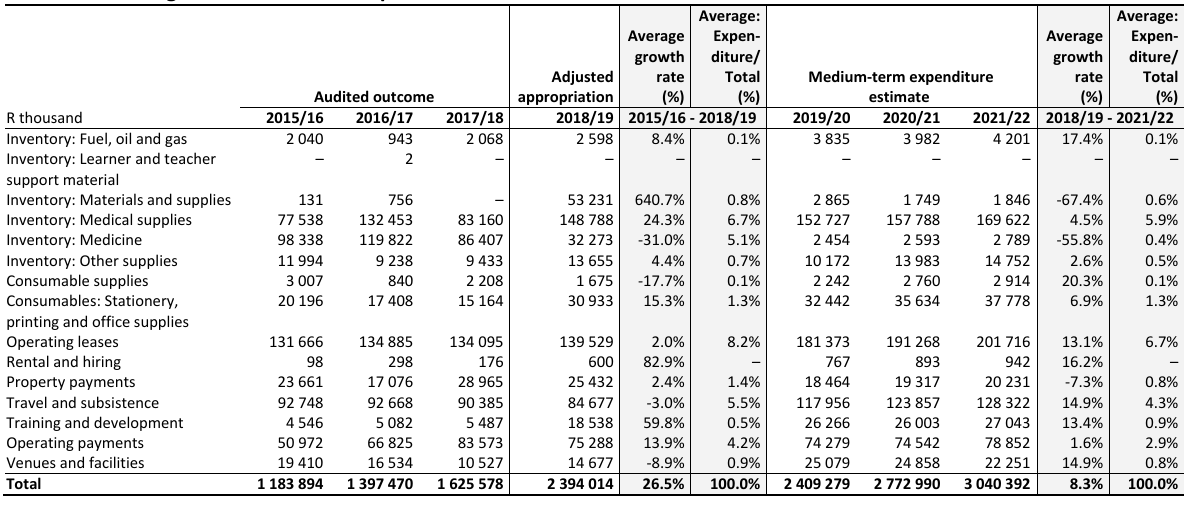 Average:
Average:
Average Expen- Average Expen-
growth diture/ growth diture/
Adjusted rate Total Medium-term expenditure rate Total
Audited outcome appropriation (%) (%) estimate (%) (%)
R thousand 2015/16 2016/17 2017/18 2018/19 2015/16 - 2018/19 2019/20 2020/21 2021/22 2018/19 - 2021/22
Inventory: Fuel, oil and gas 2 040 943 2 068 2 598 8.4% 0.1% 3 835 3 982 4 201 17.4% 0.1%
Inventory: Learner and teacher – 2 – – – – – – – – –
support material
Inventory: Materials and supplies 131 756 – 53 231 640.7% 0.8% 2 865 1 749 1 846 -67.4% 0.6%
Inventory: Medical supplies 77 538 132 453 83 160 148 788 24.3% 6.7% 152 727 157 788 169 622 4.5% 5.9%
Inventory: Medicine 98 338 119 822 86 407 32 273 -31.0% 5.1% 2 454 2 593 2 789 -55.8% 0.4%
Inventory: Other supplies 11 994 9 238 9 433 13 655 4.4% 0.7% 10 172 13 983 14 752 2.6% 0.5%
Consumable supplies 3 007 840 2 208 1 675 -17.7% 0.1% 2 242 2 760 2 914 20.3% 0.1%
Consumables: Stationery, 20 196 17 408 15 164 30 933 15.3% 1.3% 32 442 35 634 37 778 6.9% 1.3%
printing and office supplies
Operating leases 131 666 134 885 134 095 139 529 2.0% 8.2% 181 373 191 268 201 716 13.1% 6.7%
Rental and hiring 98 298 176 600 82.9% – 767 893 942 16.2% –
Property payments 23 661 17 076 28 965 25 432 2.4% 1.4% 18 464 19 317 20 231 -7.3% 0.8%
Travel and subsistence 92 748 92 668 90 385 84 677 -3.0% 5.5% 117 956 123 857 128 322 14.9% 4.3%
Training and development 4 546 5 082 5 487 18 538 59.8% 0.5% 26 266 26 003 27 043 13.4% 0.9%
Operating payments 50 972 66 825 83 573 75 288 13.9% 4.2% 74 279 74 542 78 852 1.6% 2.9%
Venues and facilities 19 410 16 534 10 527 14 677 -8.9% 0.9% 25 079 24 858 22 251 14.9% 0.8%
Total 1 183 894 1 397 470 1 625 578 2 394 014 26.5% 100.0% 2 409 279 2 772 990 3 040 392 8.3% 100.0%